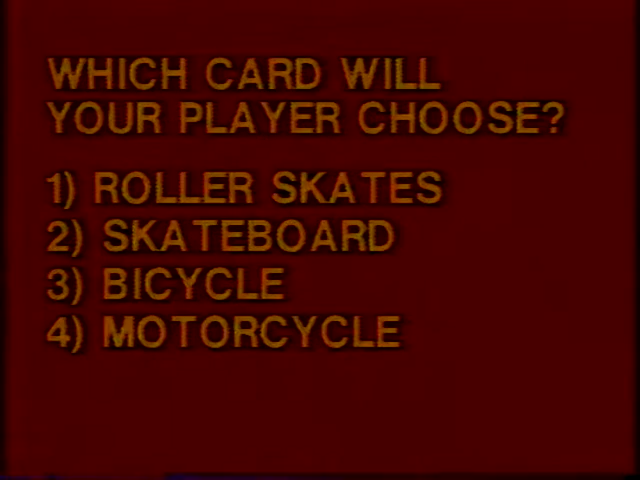 WHICH CARD WILL
YOUR PLAYER CHOOSE?
1) ROLLER SKATES
2) SKATEBOARD
3) BICYCLE
4) MOTORCYCLE